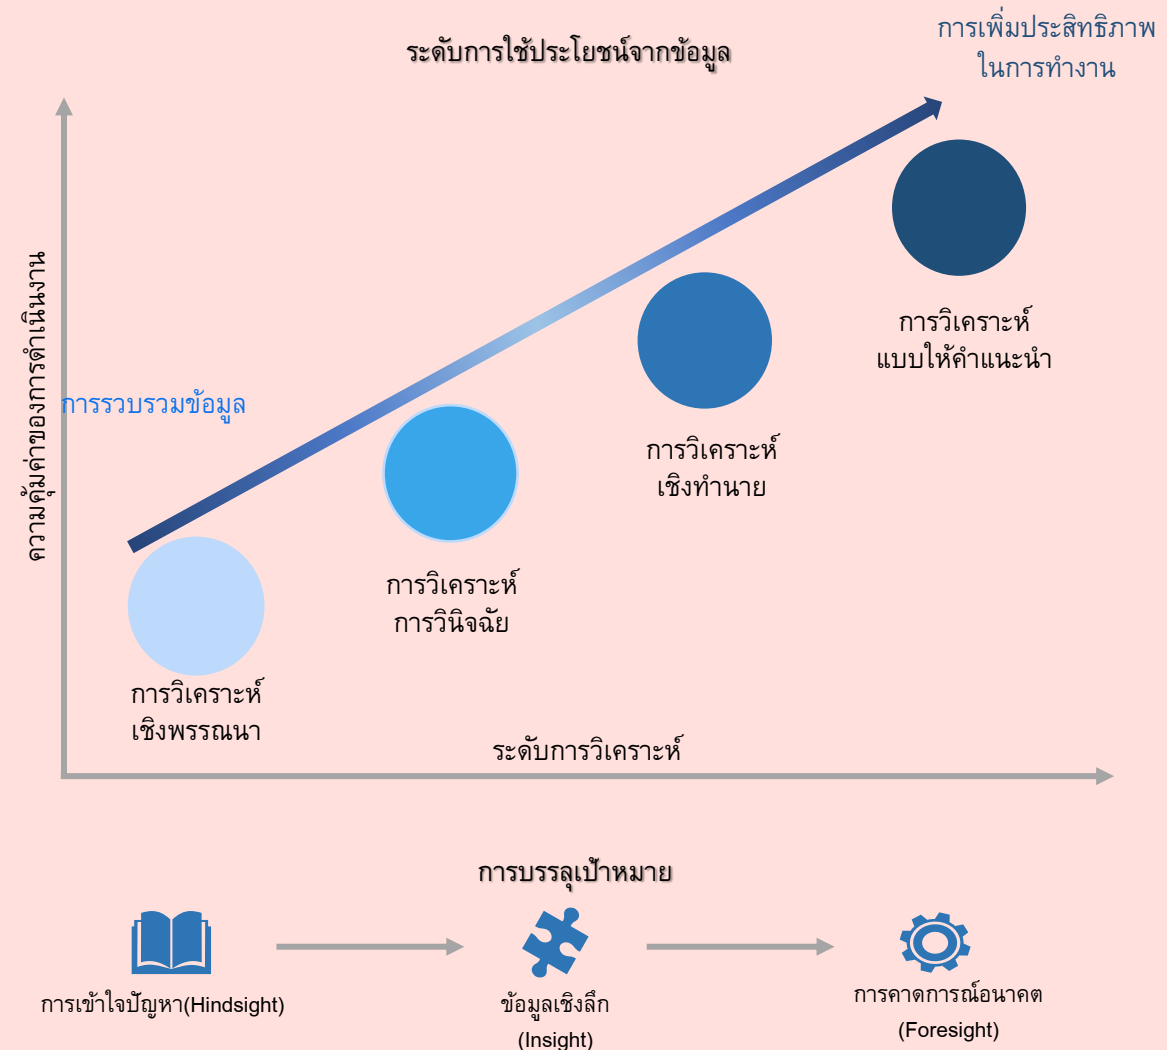 การเพิ่มประสิทธิภาพ
ในการทำงาน
ระดับการใช้ประโยชน์จากข้อมูล
ความคุ้มค่าของการดำเนินงาน
การรวบรวมข้อมูล
การวิเคราะห์
แบบให้คำแนะนำ
การวิเคราะห์
เชิงทำนาย
การวิเคราะห์
การวินิจฉัย
การวิเคราะห์
เชิงพรรณนา
ระดับการวิเคราะห์
การบรรลุเป้าหมาย
การเข้าใจปัญหา(Hindsight)
ข้อมูลเชิงลึก
(Insight)
การคาดการณ์อนาคต
(Foresight)